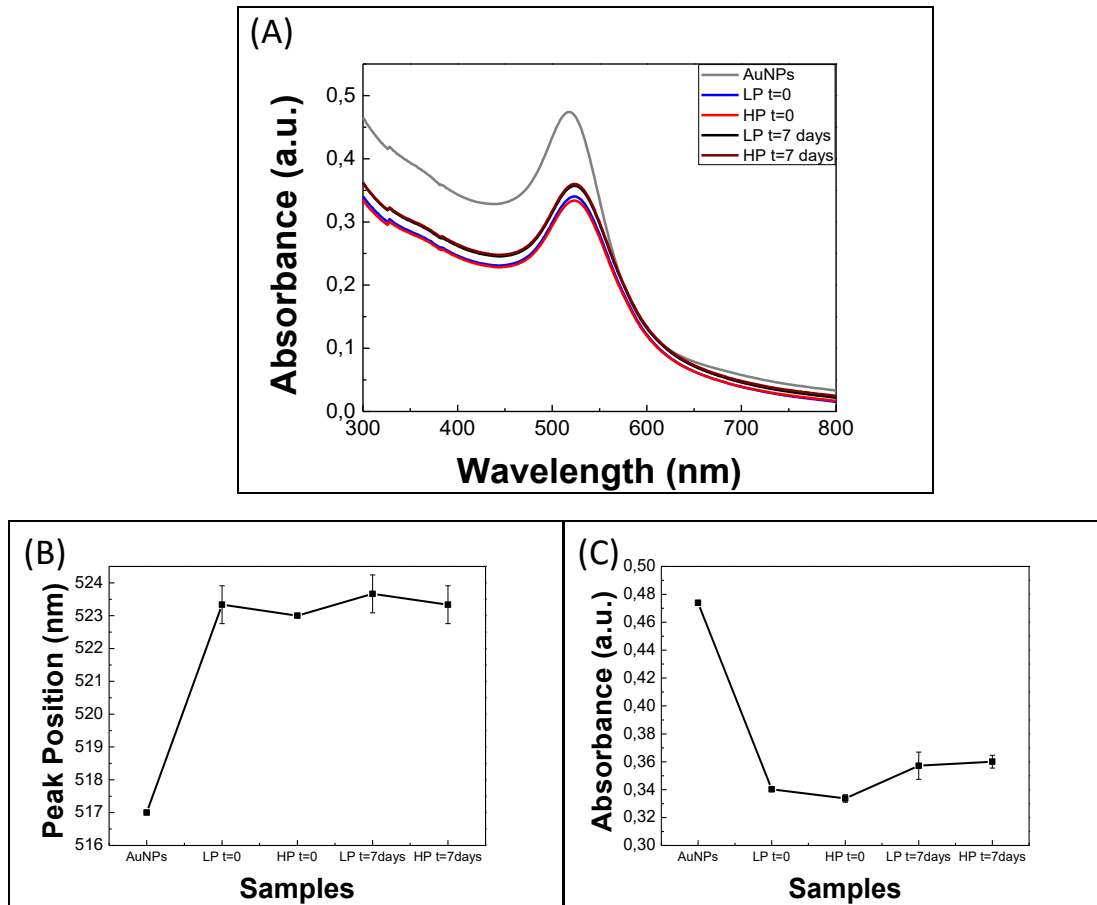 (A)
AuNPs
LP t=0
HP t=0
LP t=7 days
HP t=7 days
0,5
0,4
0,3
0,2
0,1
0,0
Absorbance (a.u.)
300 400 500 600 700 800
Wavelength (nm)
(B)
524
523
522
521
520
519
518
517
516
Peak Position (nm)
AuNPs LP t=0 HP t=0 LP t=7days HP t=7days
Samples
(C)
0,50
0,48
0,46
0,44
0,42
0,40
0,38
0,36
0,34
0,32
0,30
Absorbance (a.u.)
AuNPs LP t=0 HP t=0 LP t=7days HP t=7days
Samples